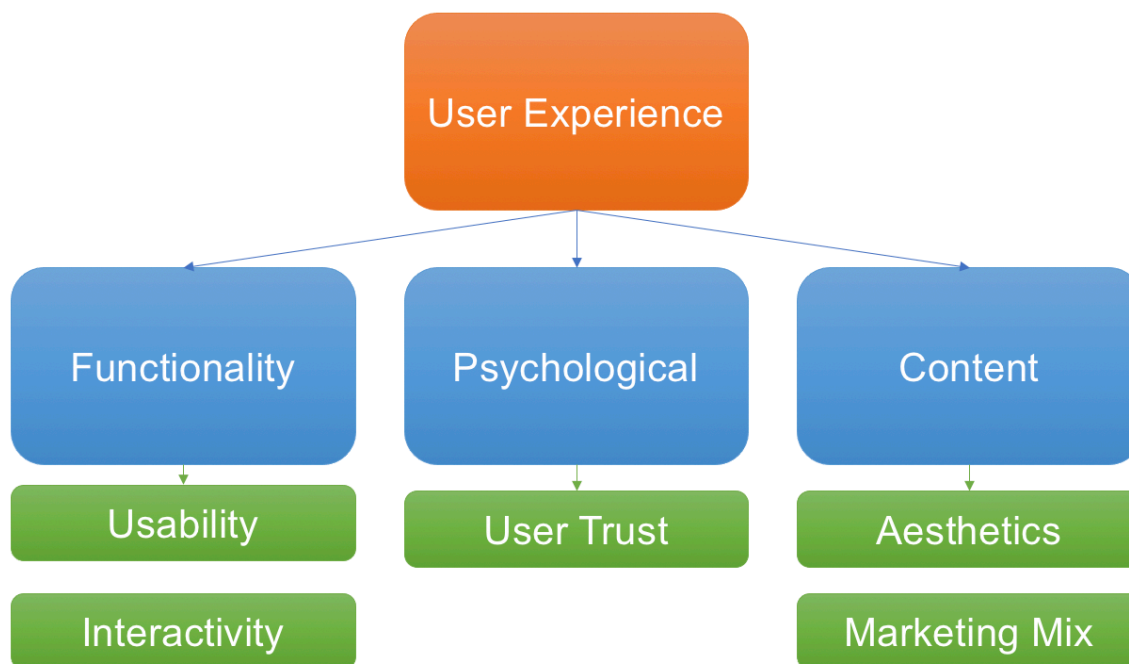 User Experience
Functionality
Psychological
Content
Usability
User Trust
Aesthetics
Interactivity
Marketing Mix